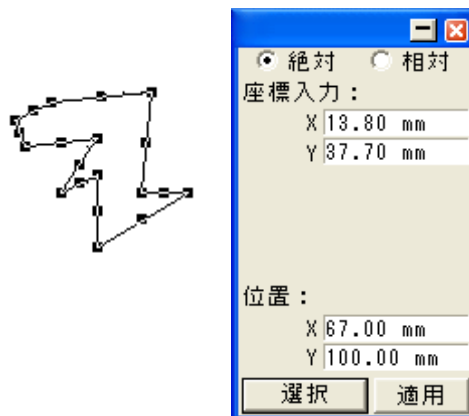 絶対 相対
座標入力:
X 13.80 mm
Y 37.70 mm
位置:
X 67.00 mm
Y 100.00 mm
選択 適用